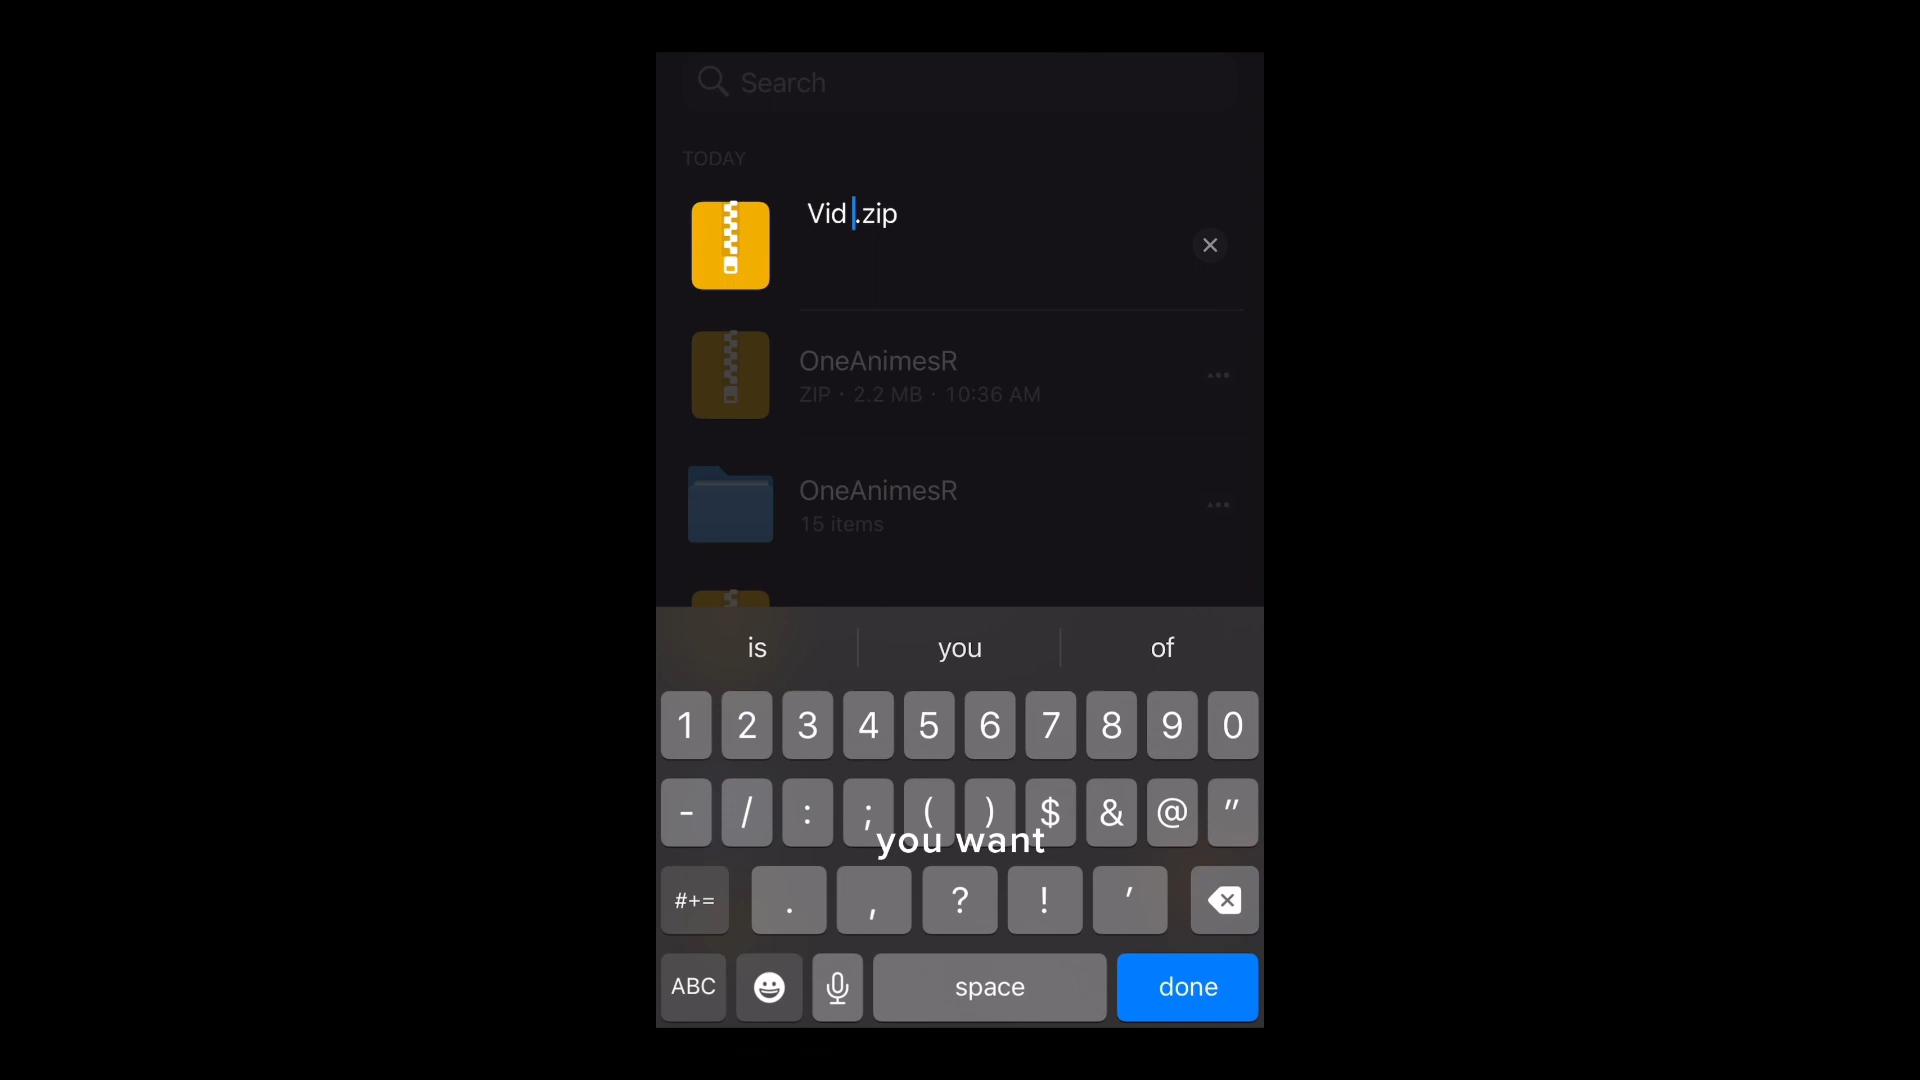 Search
TODAY
Vid .zip
OneAnimesR
ZIP · 2.2 MB · 10:36 AM
OneAnimesR
15 items
is you of
1 2 3 4 5 6 7 8 9 0
- / : ; ( ) $ & @ "
you want
#+= . , ? ! '
ABC space done